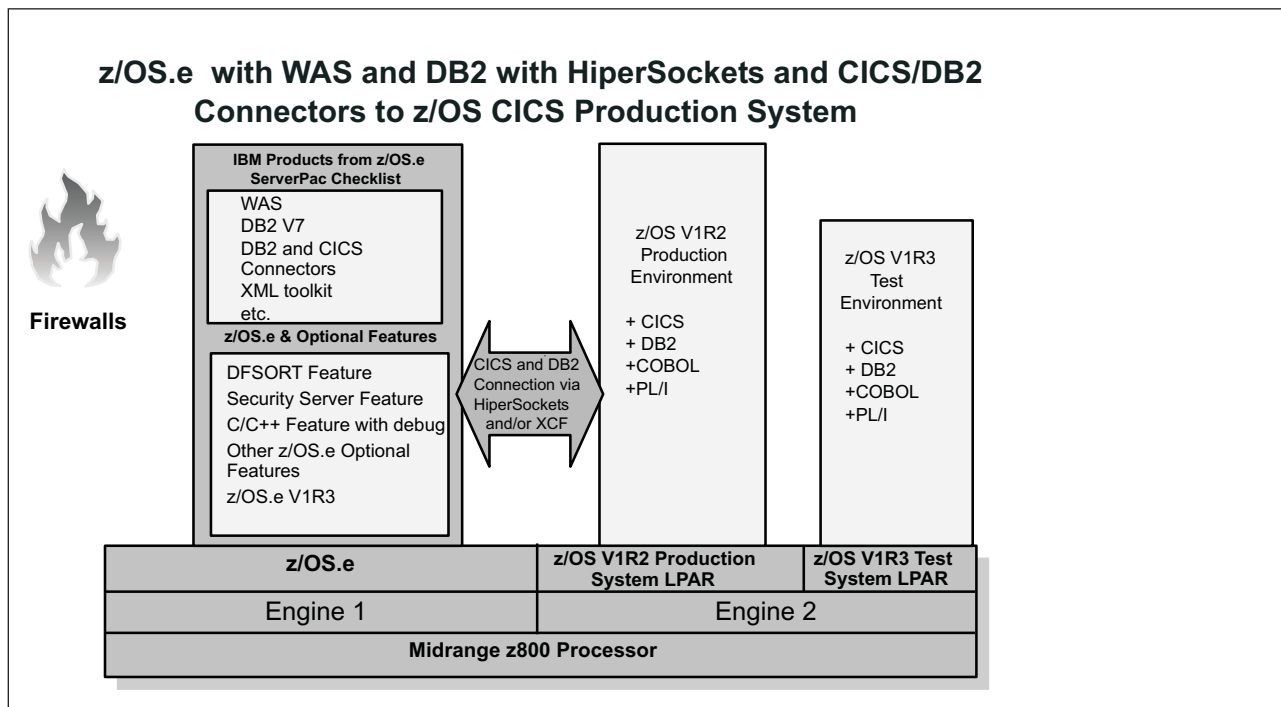 z/OS.e with WAS and DB2 with HiperSockets and CICS/DB2
Connectors to z/OS CICS Production System
Firewalls
IBM Products from z/OS.e
ServerPac Checklist
WAS
DB2 V7
DB2 and CICS
Connectors
XML toolkit
etc.
z/OS.e & Optional Features
DFSORT Feature
Security Server Feature
C/C++ Feature with debug
Other z/OS.e Optional
Features
z/OS.e V1R3
CICS and DB2
Connection via
HiperSockets
and/or XCF
z/OS V1R2
Production
Environment
+ CICS
+ DB2
+COBOL
+PL/I
z/OS V1R3
Test
Environment
+ CICS
+ DB2
+COBOL
+PL/I
z/OS.e
z/OS V1R2 Production
System LPAR
z/OS V1R3 Test
System LPAR
Engine 1
Engine 2
Midrange z800 Processor